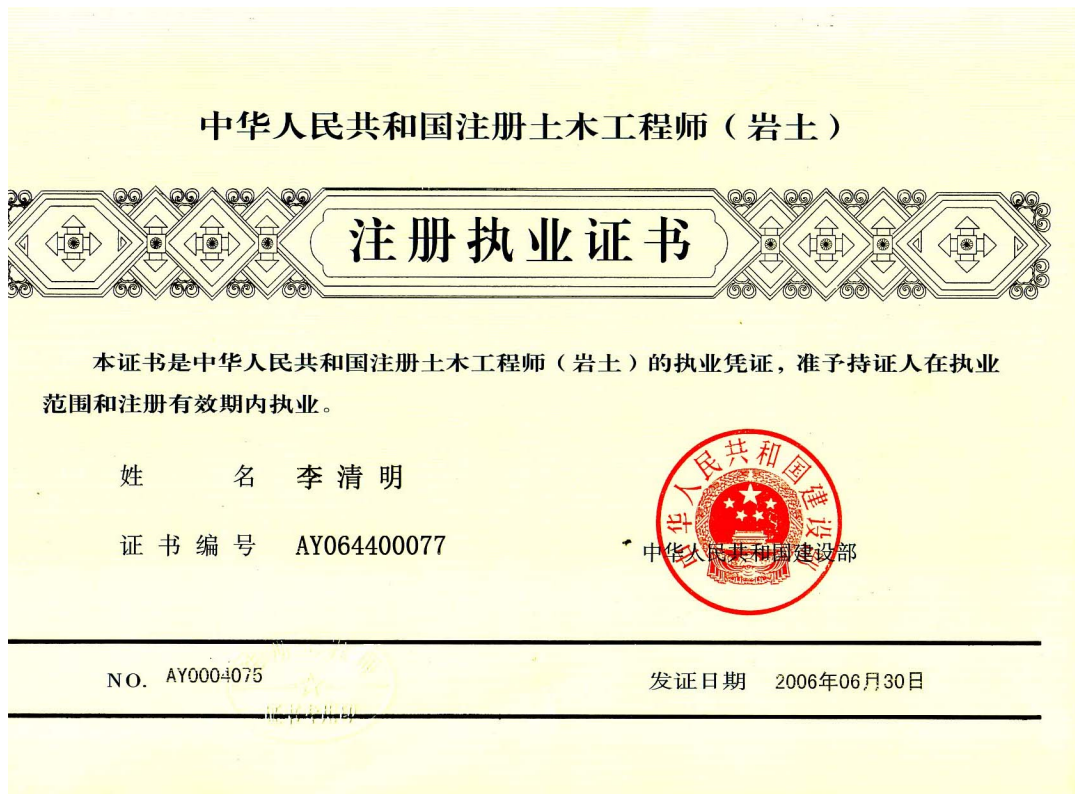 中华人民共和国注册土木工程师（岩土）
注册执业证书
本证书是中华人民共和国注册土木工程师（岩土）的执业凭证，准予持证人在执业
范围和注册有效期内执业。
姓 名 李清明
中华人民共和国建设部
证书编号 AY064400077
中华人民共和国建设部
NO. AY0004075
发证日期 2006年06月30日